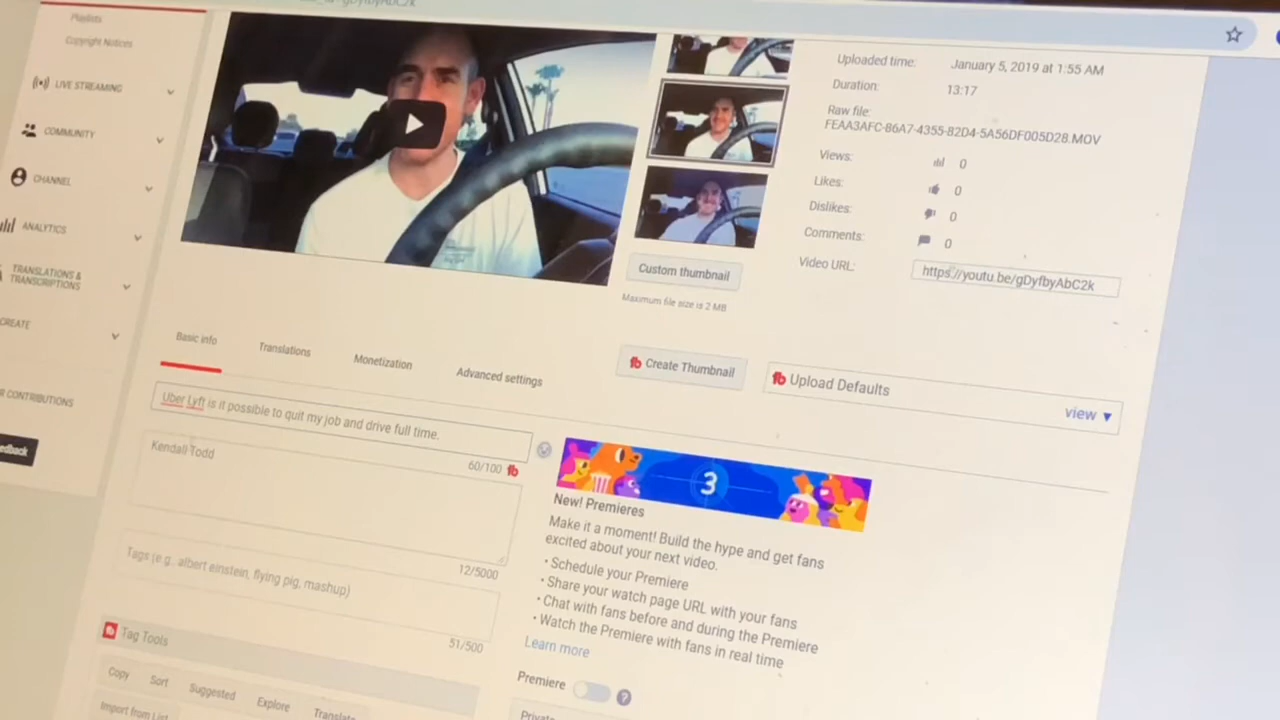 Playlists
Copyright Notices
LIVE STREAMING
COMMUNITY
CHANNEL
ANALYTICS
TRANSLATIONS &
TRANSCRIPTIONS
CREATE
CONTRIBUTIONS
Uploaded time: January 5, 2019 at 1:55 AM
Duration: 13:17
Raw file:
FEAA3AFC-86A7-4355-82D4-5A56DF005D28.MOV
Views: 0
Likes: 0
Dislikes: 0
Comments: 0
Video URL: https://youtu.be/gDyfbyAbC2k
Custom thumbnail
Maximum file size is 2 MB
Basic info
Translations
Monetization
Advanced settings
Create Thumbnail
Upload Defaults
view
Uber Lyft is it possible to quit my job and drive full time.
60/100
Kendall Todd
12/5000
Tags (e.g., albert einstein, flying pig, mashup)
51/500
Tag Tools
Copy Sort Suggested Explore Translate
Import from List
3
New! Premieres
Make it a moment! Build the hype and get fans
excited about your next video.
• Schedule your Premiere
• Share your watch page URL with your fans
• Chat with fans before and during the Premiere
• Watch the Premiere with fans in real time
Learn more
Premiere ?
Private